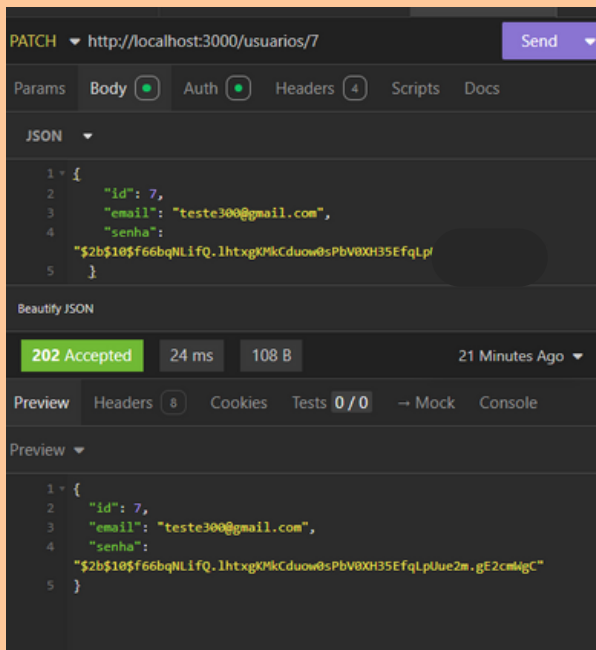 PATCH http://localhost:3000/usuarios/7 Send
Params Body Auth Headers 4 Scripts Docs
JSON
1 {
2 "id": 7,
3 "email": "teste300@gmail.com",
4 "senha":
"$2b$10$f66bqNLifQ.lhtxgKMkCduow0sPbV0XH35EfqLp
5 }
Beautify JSON
202 Accepted 24 ms 108 B 21 Minutes Ago
Preview Headers 8 Cookies Tests 0 / 0 → Mock Console
Preview
1 {
2 "id": 7,
3 "email": "teste300@gmail.com",
4 "senha":
"$2b$10$f66bqNLifQ.lhtxgKMkCduow0sPbV0XH35EfqLpUue2m.gE2cmWgC"
5 }